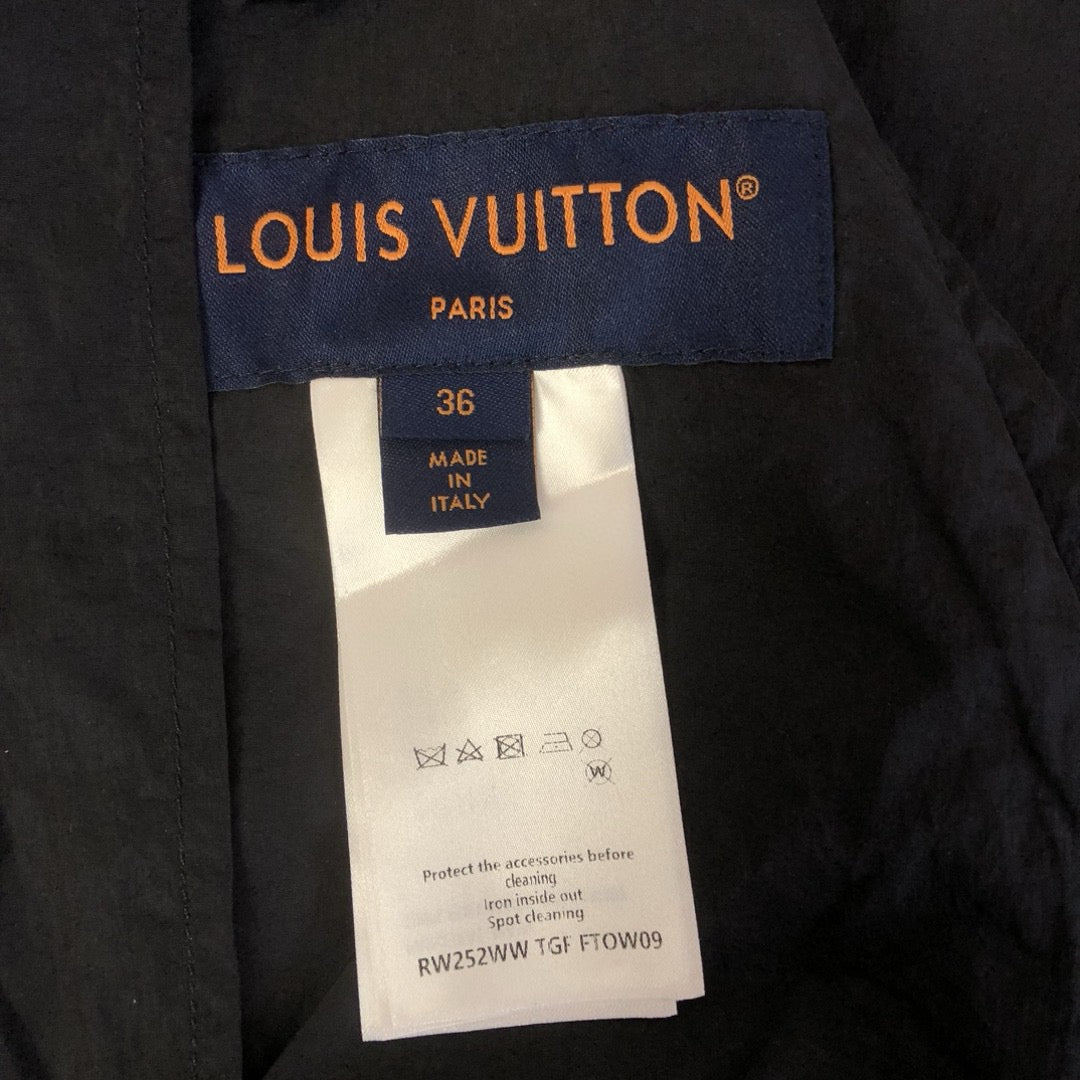 LOUIS VUITTON®
PARIS
36
MADE
IN
ITALY
W
Protect the accessories before
cleaning
Iron inside out
Spot cleaning
RW252WW TGF FTOW09